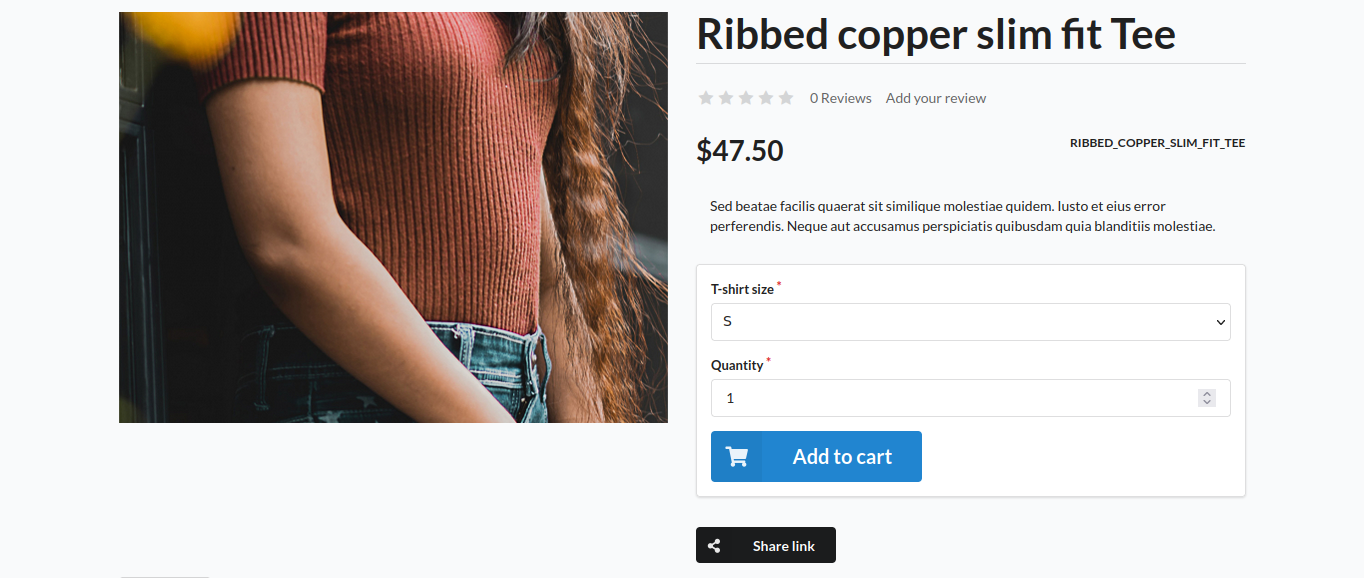 Ribbed copper slim fit Tee
0 Reviews Add your review
$47.50
RIBBED_COPPER_SLIM_FIT_TEE
Sed beatae facilis quaerat sit similique molestiae quidem. Iusto et eius error
perferendis. Neque aut accusamus perspiciatis quibusdam quia blanditiis molestiae.
T-shirt size *
S
Quantity *
1
Add to cart
Share link